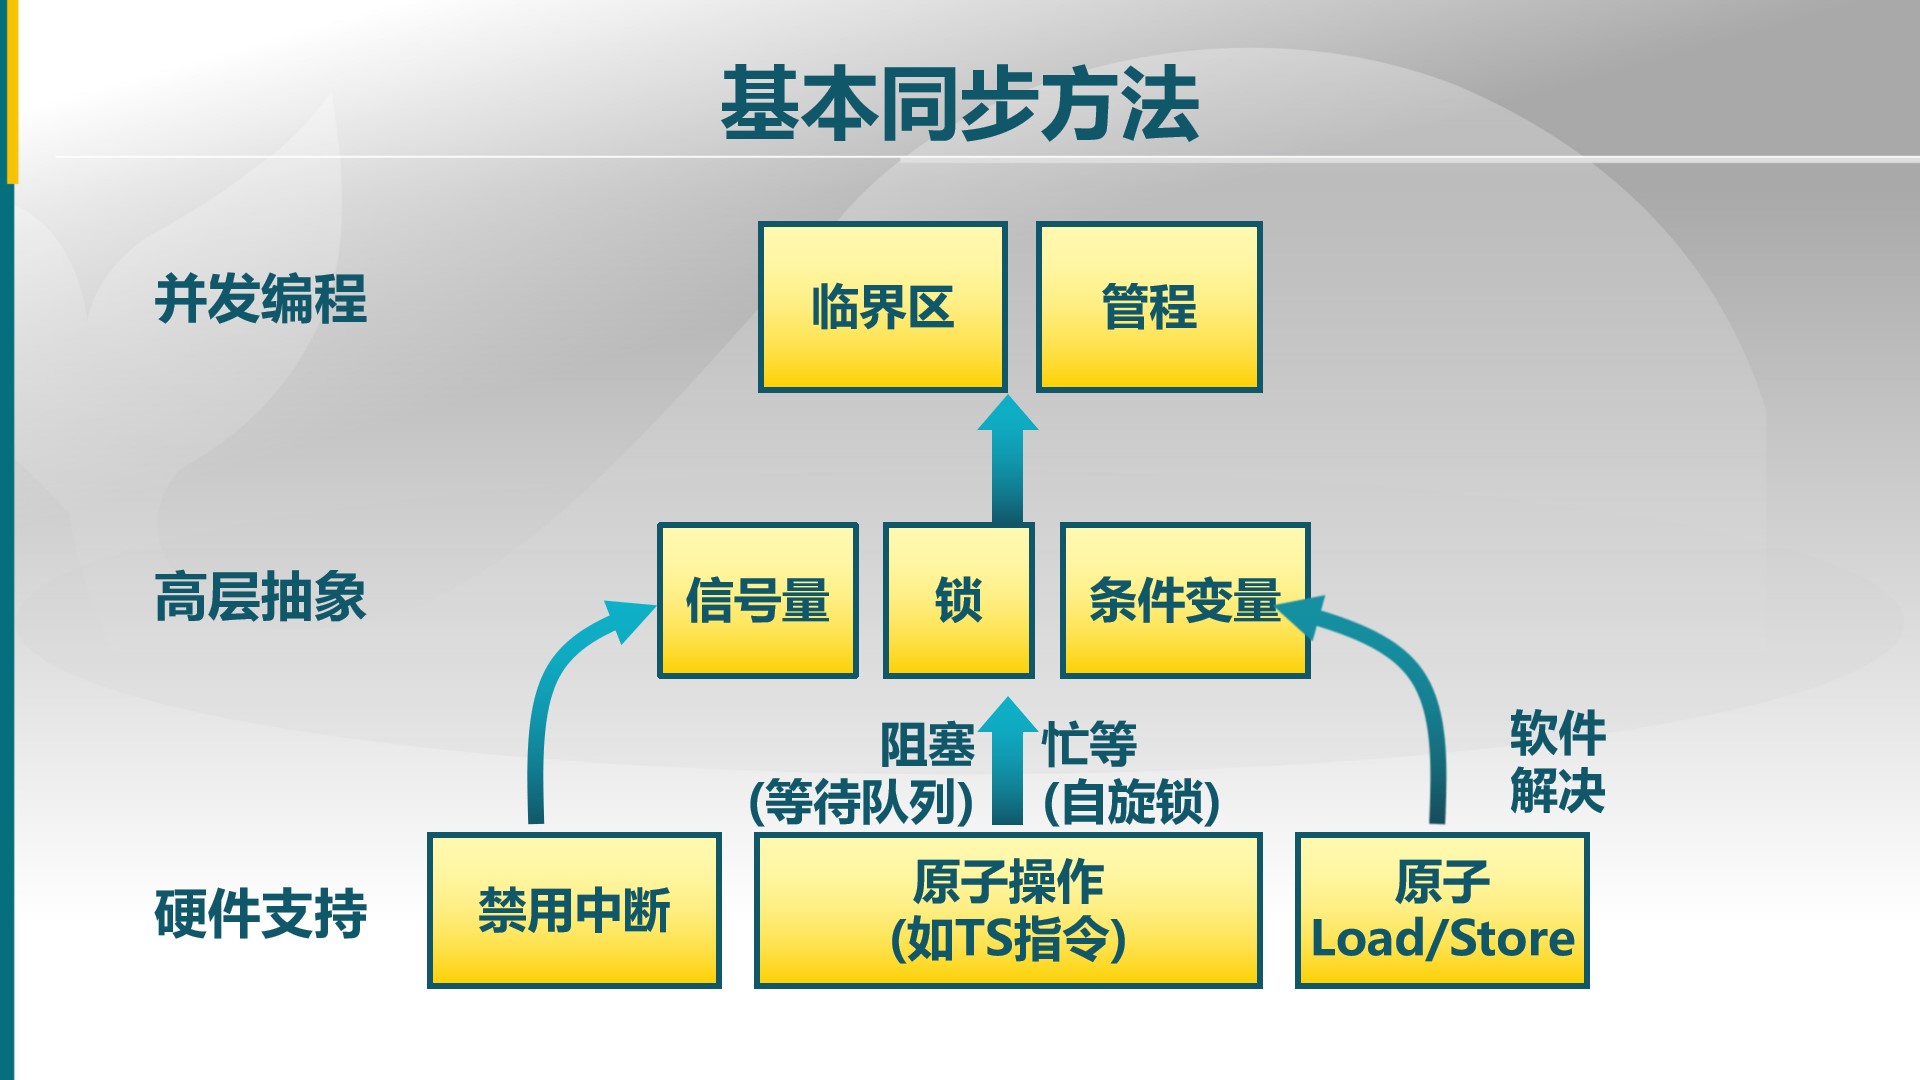 基本同步方法
并发编程
临界区
管程
高层抽象
信号量
锁
条件变量
阻塞
(等待队列)
忙等
(自旋锁)
软件
解决
硬件支持
禁用中断
原子操作
(如TS指令)
原子
Load/Store